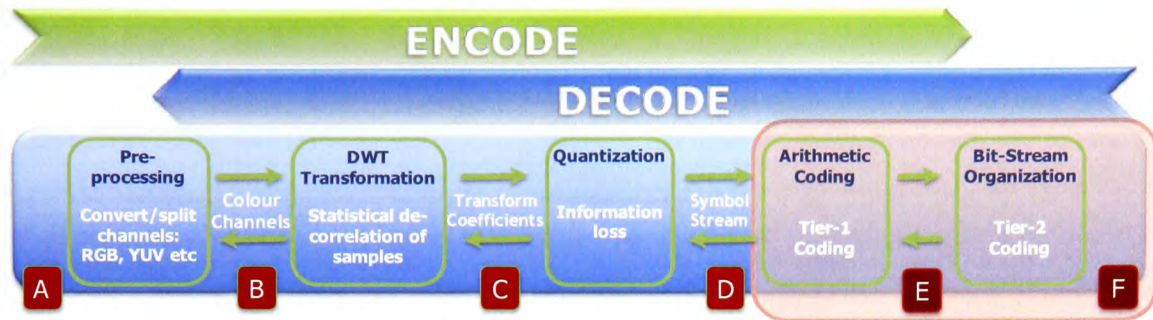 ENCODE
DECODE
Pre-
processing
Convert/split
channels:
RGB, YUV etc
Colour
Channels
DWT
Transformation
Statistical de-
correlation of
samples
Transform
Coefficients
Quantization
Information
loss
Symbol
Stream
Arithmetic
Coding
Tier-1
Coding
Bit-Stream
Organization
Tier-2
Coding
A
B
C
D
E
F